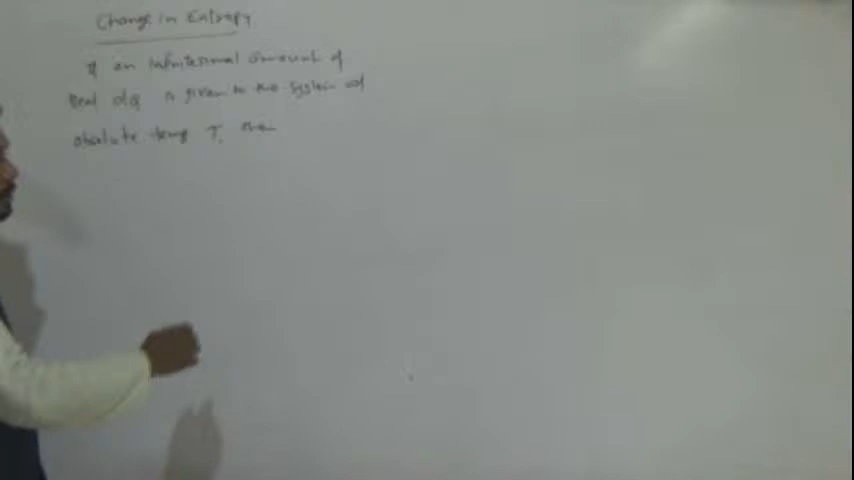 Change in Entropy
If an infinitesimal amount of
heat dQ is given to the system at
absolute temp T, then